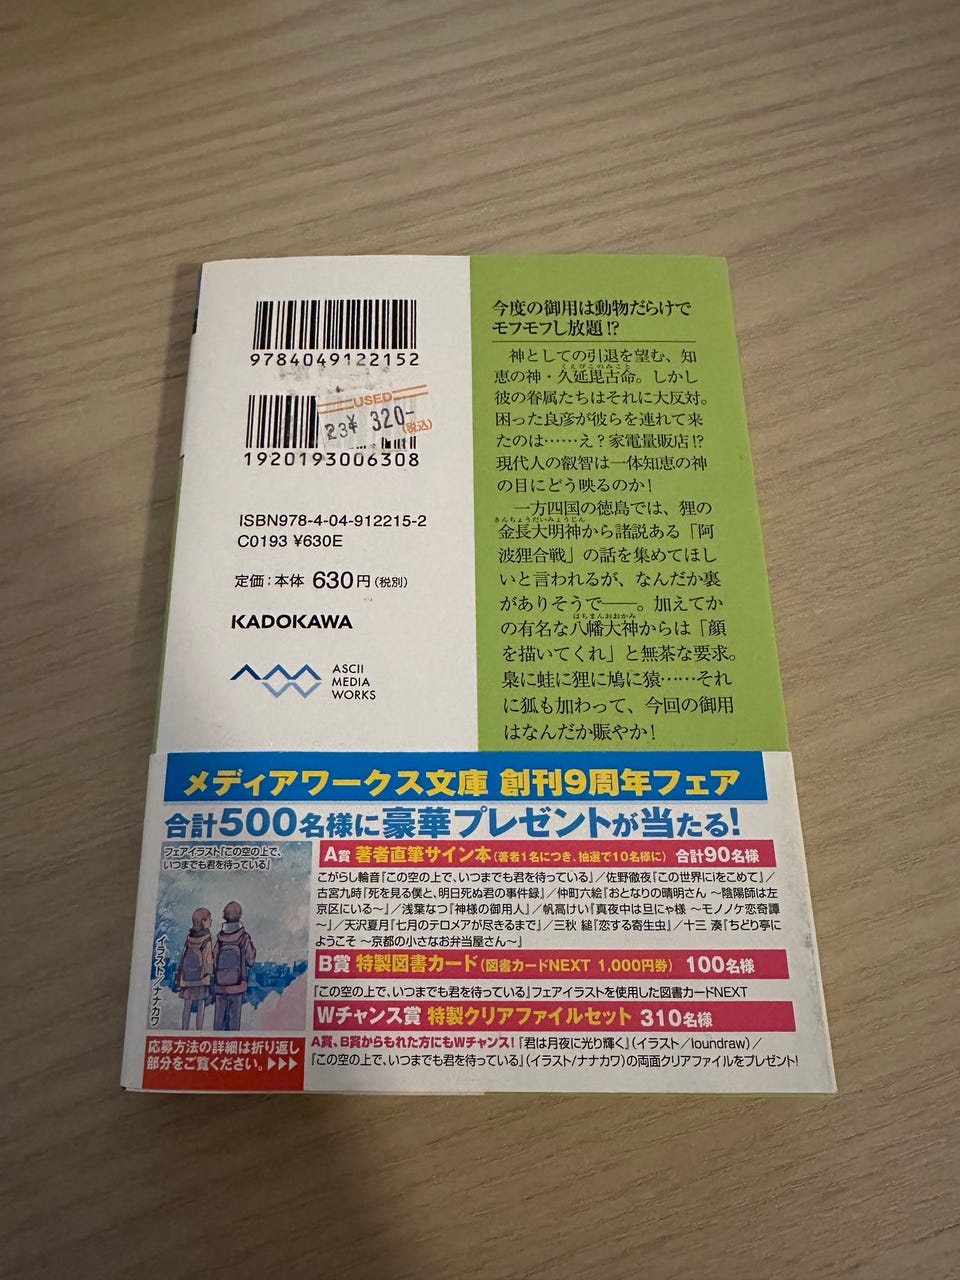 9784049122152
USED
23 ¥ 320-
(税込)
1920193006308
ISBN978-4-04-912215-2
C0193 ¥630E
定価：本体 630円（税別）
KADOKAWA
ASCII
MEDIA
WORKS
今度の御用は動物だらけで
モフモフし放題!?
神としての引退を望む、知
くえびこのみこと
恵の神・久延毘古命。しかし
彼の眷属たちはそれに大反対。
困った良彦が彼らを連れて来
たのは……え？家電量販店!?
現代人の叡智は一体知恵の神
の目にどう映るのか！
一方四国の徳島では、狸の
きんちょうだいみょうじん
金長大明神から諸説ある「阿
波狸合戦」の話を集めてほし
いと言われるが、なんだか裏
がありそうで――。加えてか
はちまんおおかみ
の有名な八幡大神からは「顔
を描いてくれ」と無茶な要求。
梟に蛙に狸に鳩に猿……それ
に狐も加わって、今回の御用
はなんだか賑やか！
メディアワークス文庫 創刊9周年フェア
合計500名様に豪華プレゼントが当たる！
フェアイラスト『この空の上で、
いつまでも君を待っている』
イラスト／ナナカワ
A賞 著者直筆サイン本（著者1名につき、抽選で10名様に） 合計90名様
こがらし輪音『この空の上で、いつまでも君を待っている』／佐野徹夜『この世界にiをこめて』／
古宮九時『死を見る僕と、明日死ぬ君の事件録』／仲町六絵『おとなりの晴明さん ～陰陽師は左
京区にいる～』／浅葉なつ『神様の御用人』／帆高けい『真夜中は旦にゃ様 ～モノノケ恋奇譚
～』／天沢夏月『七月のテロメアが尽きるまで』／三秋 縋『恋する寄生虫』／十三 湊『ちどり亭に
ようこそ ～京都の小さなお弁当屋さん～』
B賞 特製図書カード（図書カードNEXT 1,000円券） 100名様
『この空の上で、いつまでも君を待っている』フェアイラストを使用した図書カードNEXT
Wチャンス賞 特製クリアファイルセット 310名様
A賞、B賞からもれた方にもWチャンス！『君は月夜に光り輝く』（イラスト／loundraw）／
『この空の上で、いつまでも君を待っている』（イラスト／ナナカワ）の両面クリアファイルをプレゼント！
応募方法の詳細は折り返し
部分をご覧ください。▶▶▶